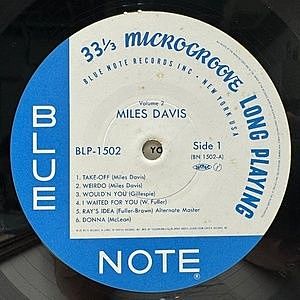 33⅓ MICROGROOVE LONG PLAYING
BLUE NOTE RECORDS INC · NEW YORK USA
Volume 2
MILES DAVIS
BLP-1502
Side 1
(BN 1502-A)
1. TAKE-OFF (Miles Davis)
2. WEIRDO (Miles Davis)
3. WOULD'N YOU (Gillespie)
4. I WAITED FOR YOU (W. Fuller)
5. RAY'S IDEA (Fuller-Brown) Alternate Master
6. DONNA (McLean)
BLUE
NOTE
®